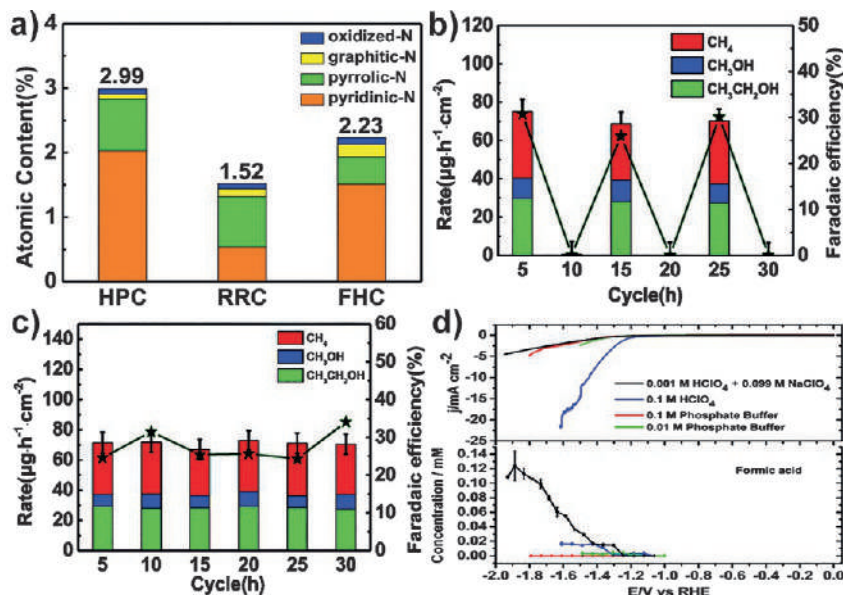 a)
Atomic Content(%)
4
3
2
1
0
2.99
1.52
2.23
oxidized-N
graphitic-N
pyrrolic-N
pyridinic-N
HPC RRC FHC
b)
Rate(μg·h⁻¹·cm⁻²)
120
100
80
60
40
20
0
CH₄
CH₃OH
CH₃CH₂OH
50
40
30
20
10
0
Faradaic efficiency(%)
5 10 15 20 25 30
Cycle(h)
c)
Rate(μg·h⁻¹·cm⁻²)
140
120
100
80
60
40
20
0
CH₄
CH₃OH
CH₃CH₂OH
60
50
40
30
20
10
0
Faradaic efficiency(%)
5 10 15 20 25 30
Cycle(h)
d)
j/mA cm⁻²
0
-5
-10
-15
-20
-25
0.001 M HClO₄ + 0.099 M NaClO₄
0.1 M HClO₄
0.1 M Phosphate Buffer
0.01 M Phosphate Buffer
Concentration / mM
0.14
0.12
0.10
0.08
0.06
0.04
0.02
0.00
Formic acid
-2.0 -1.8 -1.6 -1.4 -1.2 -1.0 -0.8 -0.6 -0.4 -0.2 0.0
E/V vs RHE